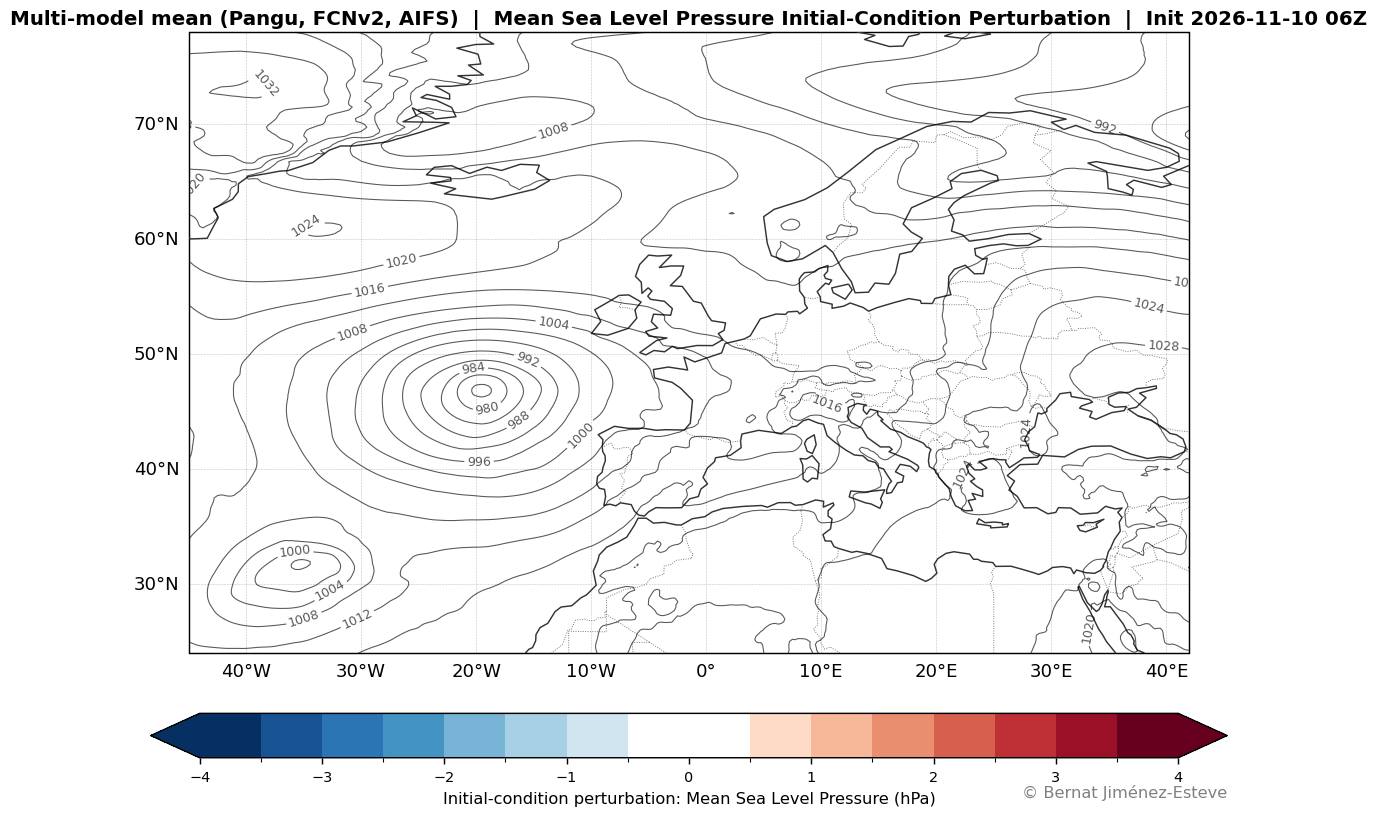 Multi-model mean (Pangu, FCNv2, AIFS) | Mean Sea Level Pressure Initial-Condition Perturbation | Init 2026-11-10 06Z
1032
1008
992
70°N
1024
60°N
1020
1016
1024
1008
1004
1028
50°N
984
992
980
1016
988
1000
1024
996
1024
40°N
1000
1004
30°N
1008
1012
1020
40°W 30°W 20°W 10°W 0° 10°E 20°E 30°E 40°E
−4 −3 −2 −1 0 1 2 3 4
Initial-condition perturbation: Mean Sea Level Pressure (hPa)
© Bernat Jiménez-Esteve